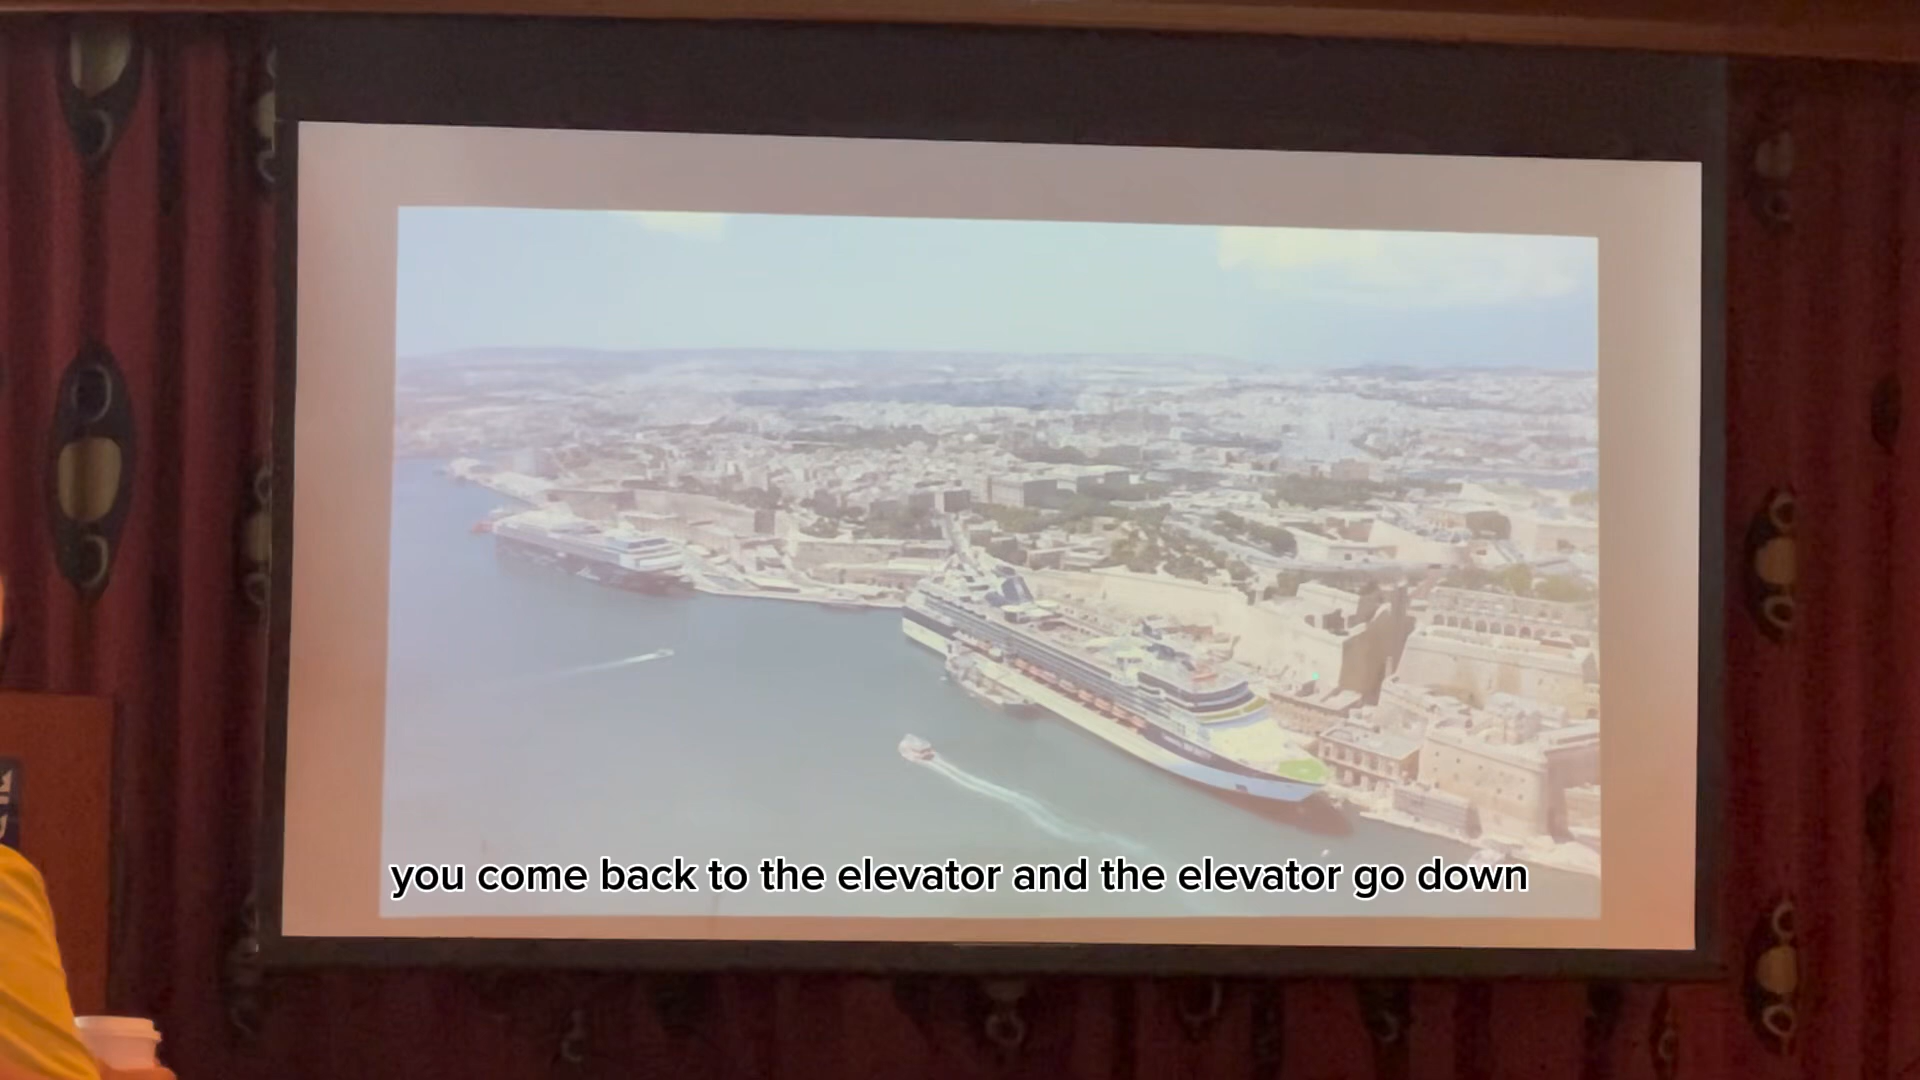 you come back to the elevator and the elevator go down